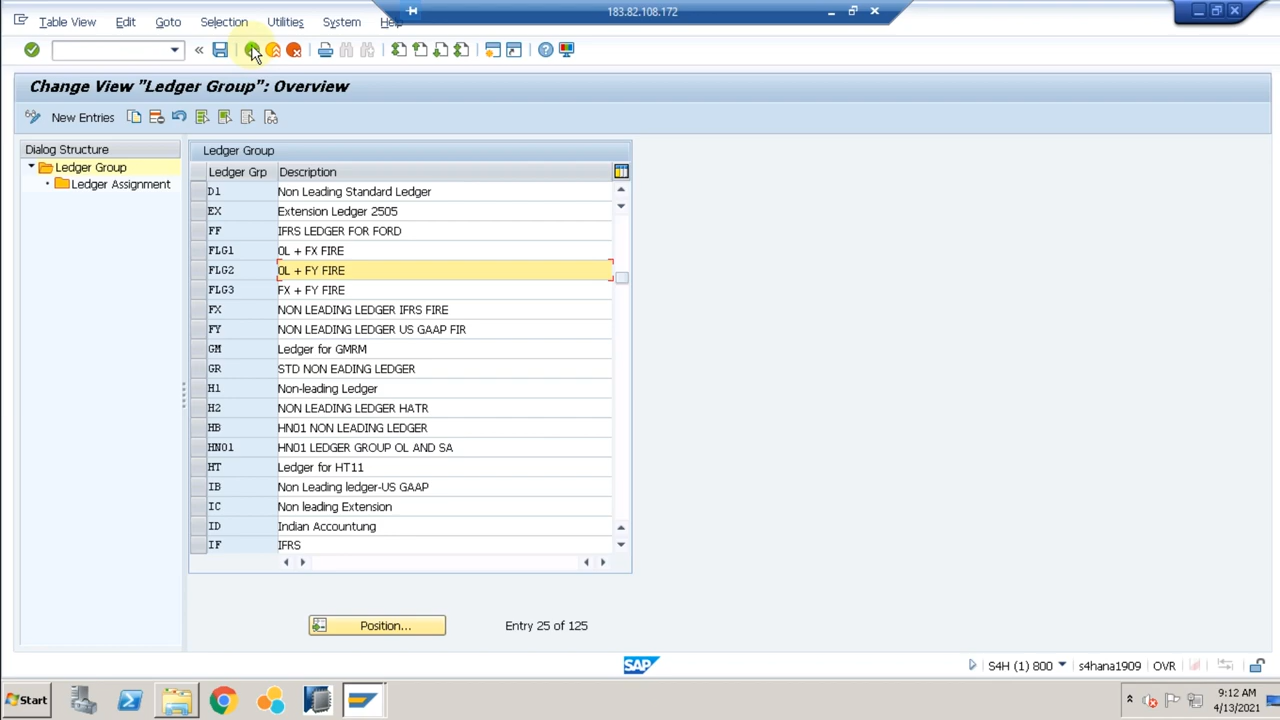 183.82.108.172
Table View Edit Goto Selection Utilities System Help
«
Change View "Ledger Group": Overview
New Entries
Dialog Structure
Ledger Group
Ledger Assignment
Ledger Group
Ledger Grp Description
D1 Non Leading Standard Ledger
EX Extension Ledger 2505
FF IFRS LEDGER FOR FORD
FLG1 0L + FX FIRE
FLG2 0L + FY FIRE
FLG3 FX + FY FIRE
FX NON LEADING LEDGER IFRS FIRE
FY NON LEADING LEDGER US GAAP FIR
GM Ledger for GMRM
GR STD NON EADING LEDGER
H1 Non-leading Ledger
H2 NON LEADING LEDGER HATR
HB HN01 NON LEADING LEDGER
HN01 HN01 LEDGER GROUP OL AND SA
HT Ledger for HT11
IB Non Leading ledger-US GAAP
IC Non leading Extension
ID Indian Accountung
IF IFRS
Position... Entry 25 of 125
SAP S4H (1) 800 s4hana1909 OVR
Start
9:12 AM
4/13/2021